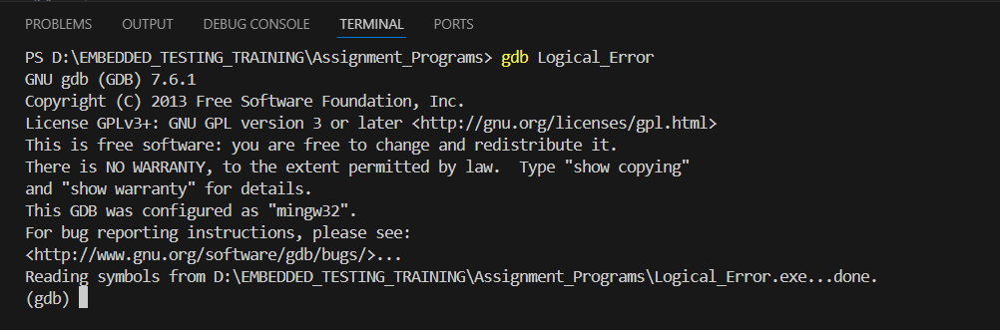 PROBLEMS OUTPUT DEBUG CONSOLE TERMINAL PORTS
PS D:\EMBEDDED_TESTING_TRAINING\Assignment_Programs> gdb Logical_Error
GNU gdb (GDB) 7.6.1
Copyright (C) 2013 Free Software Foundation, Inc.
License GPLv3+: GNU GPL version 3 or later <http://gnu.org/licenses/gpl.html>
This is free software: you are free to change and redistribute it.
There is NO WARRANTY, to the extent permitted by law.  Type "show copying"
and "show warranty" for details.
This GDB was configured as "mingw32".
For bug reporting instructions, please see:
<http://www.gnu.org/software/gdb/bugs/>...
Reading symbols from D:\EMBEDDED_TESTING_TRAINING\Assignment_Programs\Logical_Error.exe...done.
(gdb)